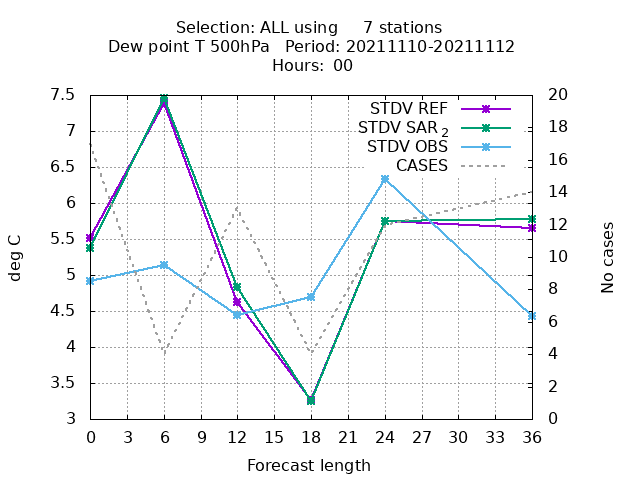 Selection: ALL using     7 stations
Dew point T 500hPa   Period: 20211110-20211112
Hours:  00
STDV REF
STDV SAR 2
STDV OBS
CASES
7.5
7
6.5
6
5.5
5
4.5
4
3.5
3
deg C
20
18
16
14
12
10
8
6
4
2
0
No cases
0 3 6 9 12 15 18 21 24 27 30 33 36
Forecast length